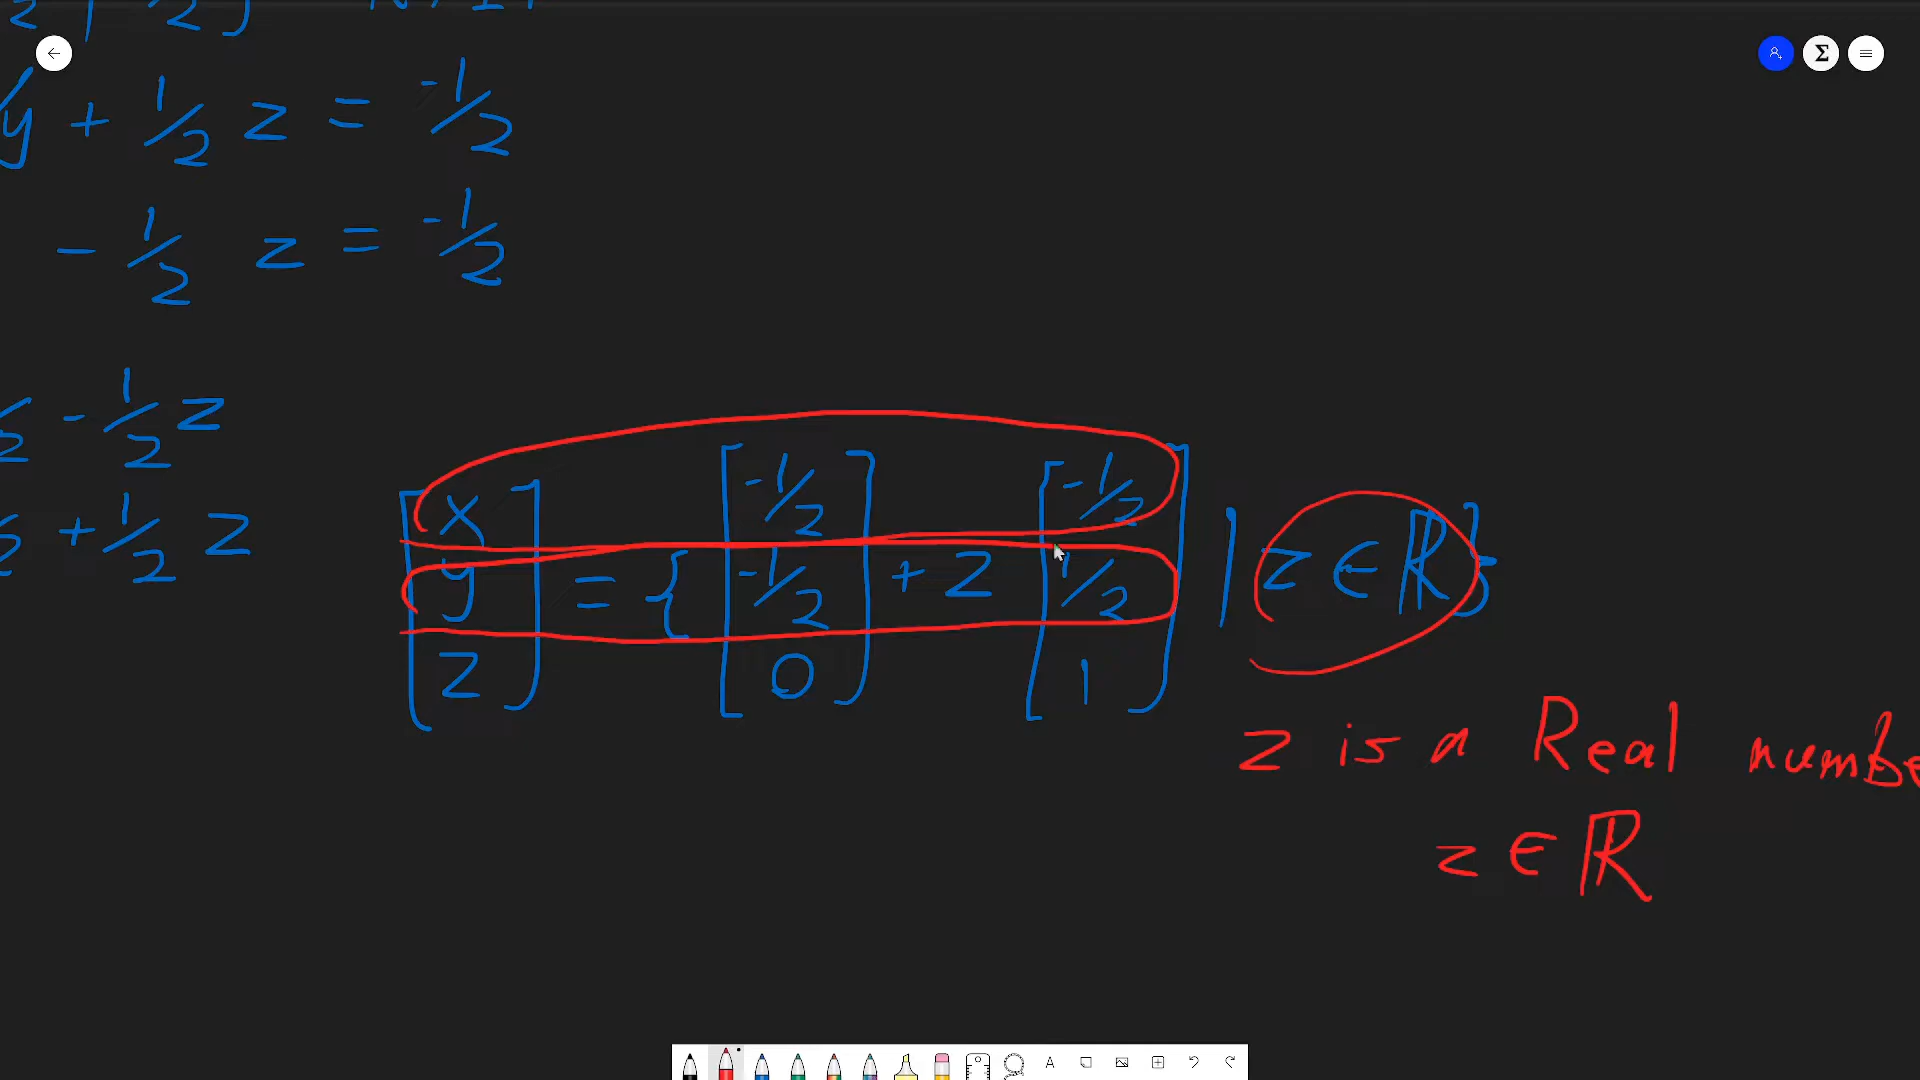 y + 1/2 z = -1/2
- 1/2 z = -1/2
- 1/2 z
+ 1/2 z
[x y z] = { [-1/2 -1/2 0] + z [-1/2 1/2 1] | z ∈ ℝ }
z is a Real numbe
z ∈ ℝ